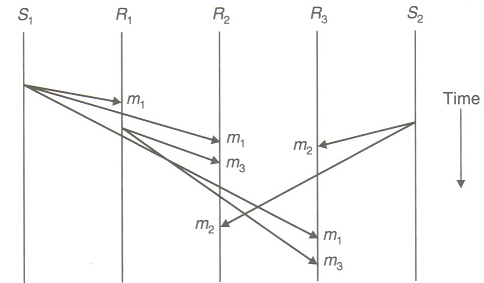 S₁ R₁ R₂ R₃ S₂
Time
m₁
m₁
m₂
m₃
m₂
m₁
m₃